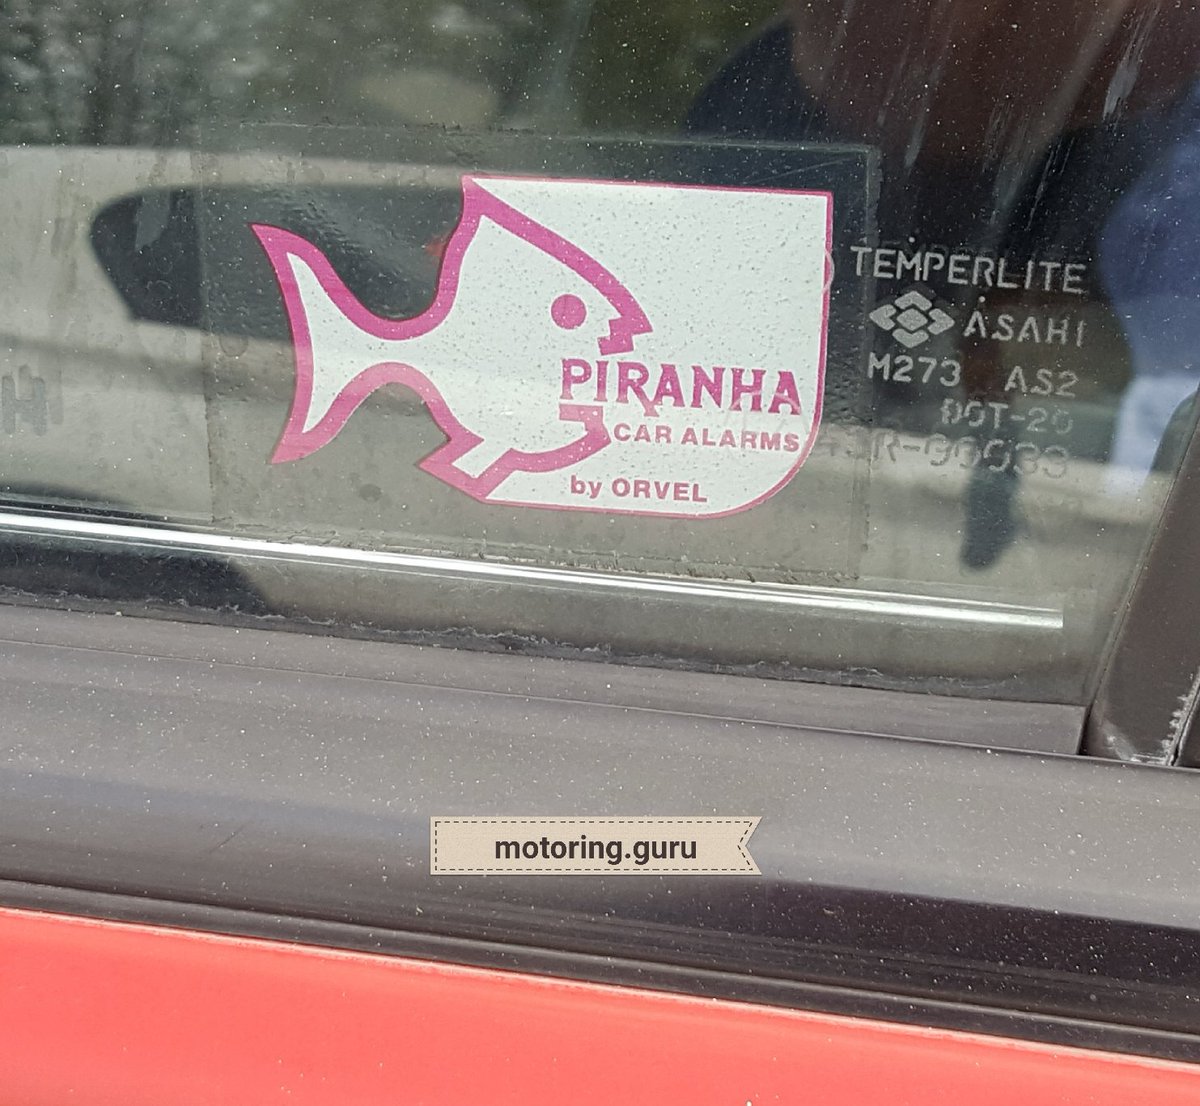 PIRANHA
CAR ALARMS
by ORVEL
TEMPERLITE
ASAHI
M273 AS2
DOT-20
motoring.guru